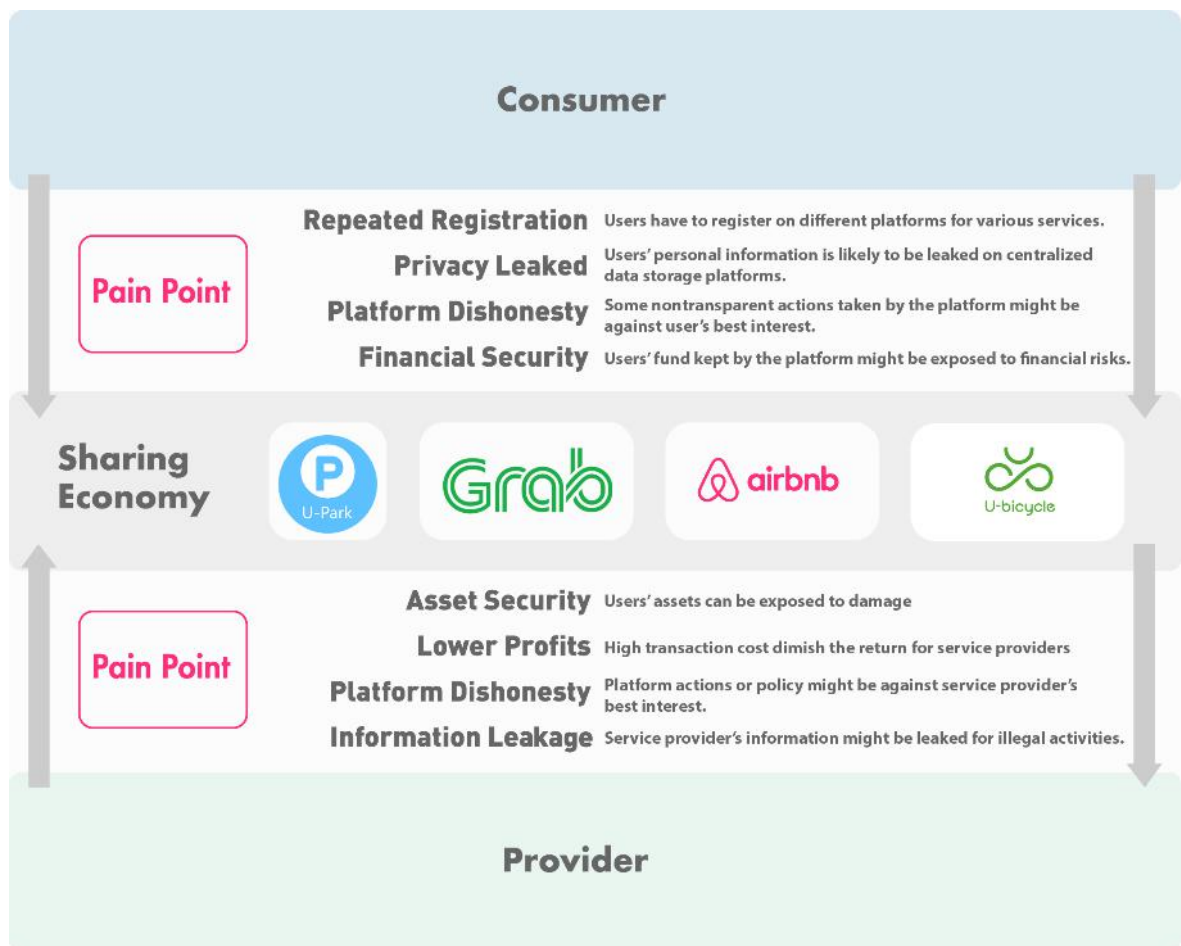 Consumer
Pain Point
Repeated Registration Users have to register on different platforms for various services.
Privacy Leaked Users' personal information is likely to be leaked on centralized
data storage platforms.
Platform Dishonesty Some nontransparent actions taken by the platform might be
against user's best interest.
Financial Security Users' fund kept by the platform might be exposed to financial risks.
Sharing
Economy
P
U-Park
Grab
airbnb
U-bicycle
Pain Point
Asset Security Users' assets can be exposed to damage
Lower Profits High transaction cost dimish the return for service providers
Platform Dishonesty Platform actions or policy might be against service provider's
best interest.
Information Leakage Service provider's information might be leaked for illegal activities.
Provider